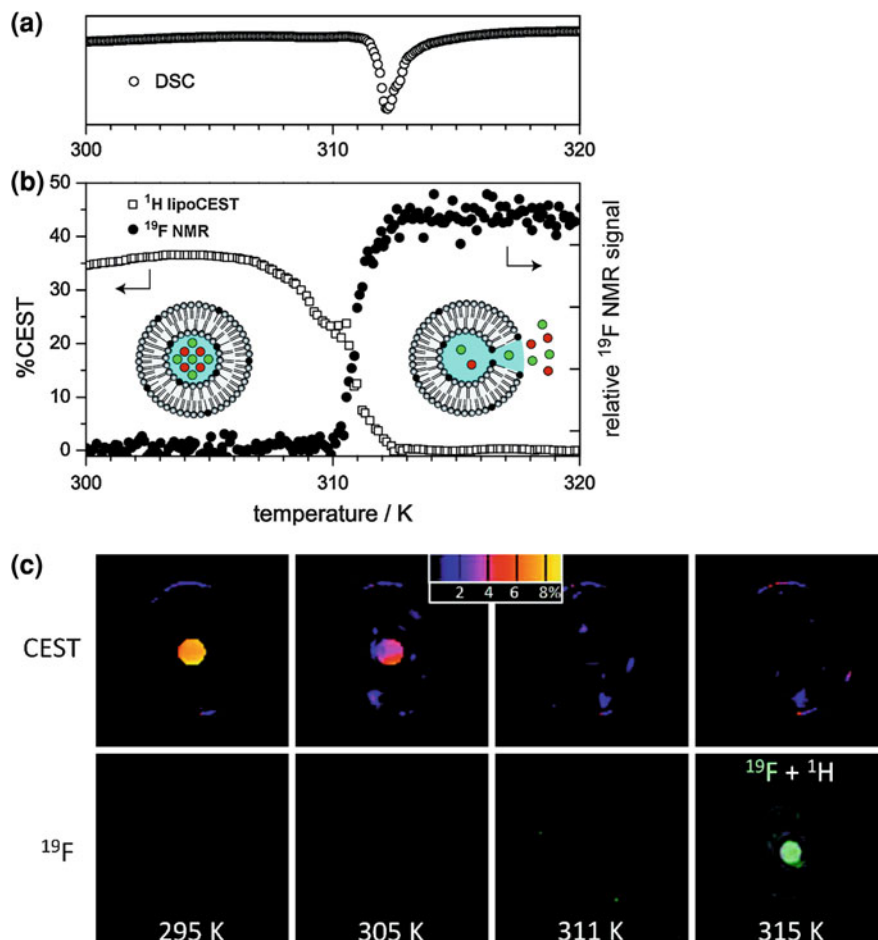 (a)
DSC
300 310 320
(b)
50
40
30
20
10
0
%CEST
¹H lipoCEST
¹⁹F NMR
relative ¹⁹F NMR signal
300 310 320
temperature / K
(c)
2 4 6 8%
CEST
¹⁹F + ¹H
¹⁹F
295 K 305 K 311 K 315 K